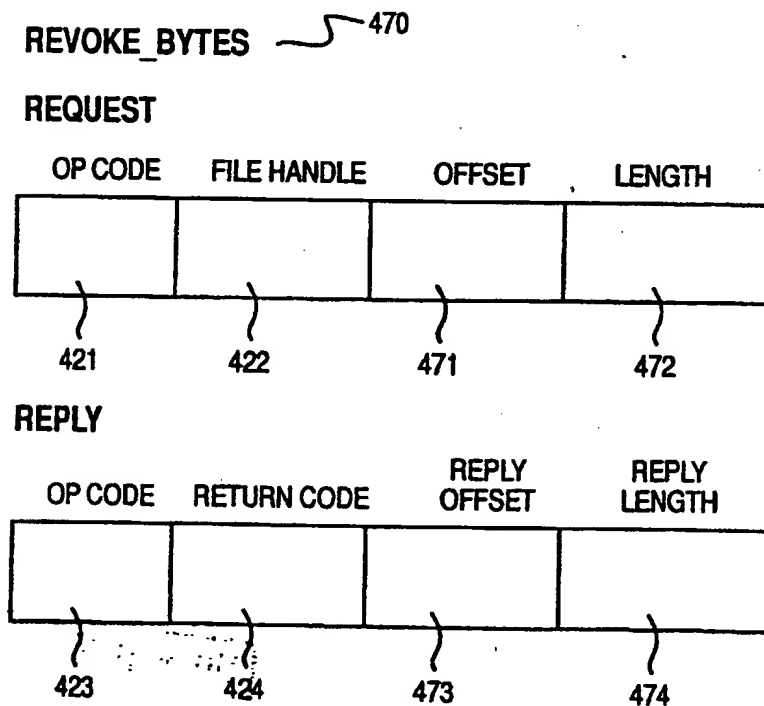 REVOKE_BYTES 470
REQUEST
OP CODE FILE HANDLE OFFSET LENGTH
421 422 471 472
REPLY
OP CODE RETURN CODE REPLY OFFSET REPLY LENGTH
423 424 473 474